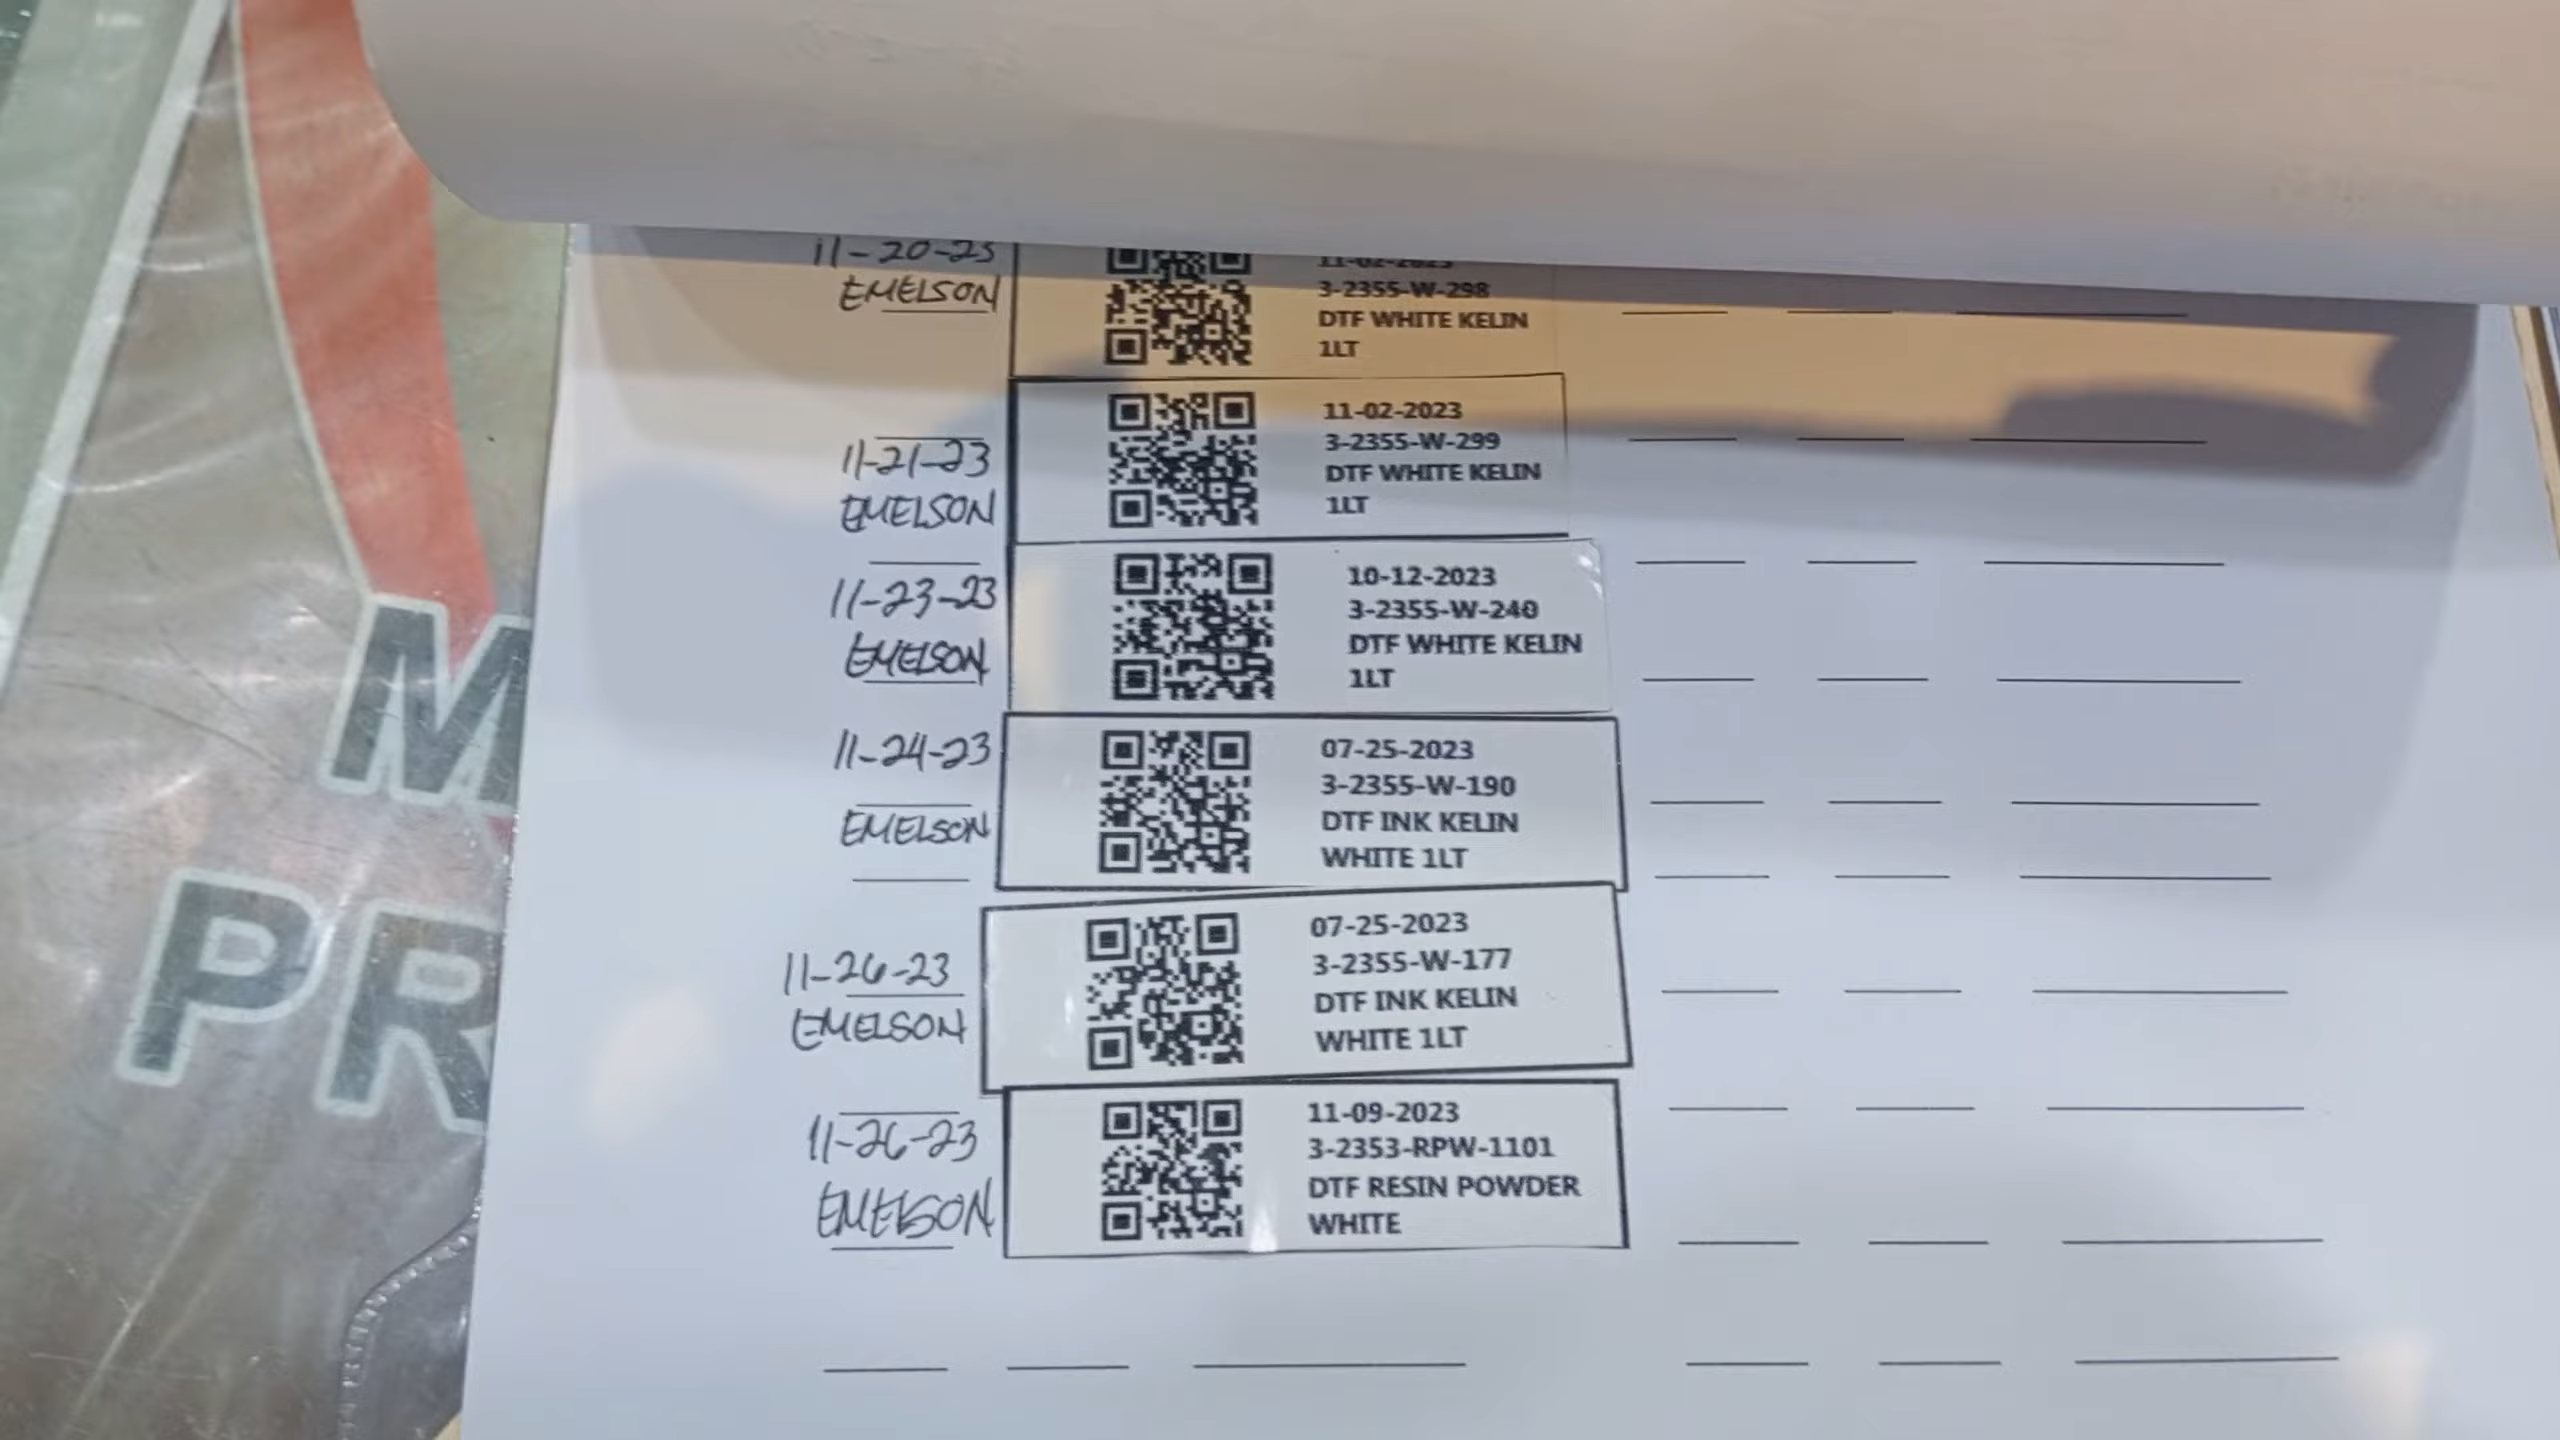 11-20-23
EMELSON
11-02-2023
3-2355-W-298
DTF WHITE KELIN
1LT
11-21-23
EMELSON
11-02-2023
3-2355-W-299
DTF WHITE KELIN
1LT
11-23-23
EMELSON
10-12-2023
3-2355-W-240
DTF WHITE KELIN
1LT
11-24-23
EMELSON
07-25-2023
3-2355-W-190
DTF INK KELIN
WHITE 1LT
11-26-23
EMELSON
07-25-2023
3-2355-W-177
DTF INK KELIN
WHITE 1LT
11-26-23
EMELSON
11-09-2023
3-2353-RPW-1101
DTF RESIN POWDER
WHITE
M
PR